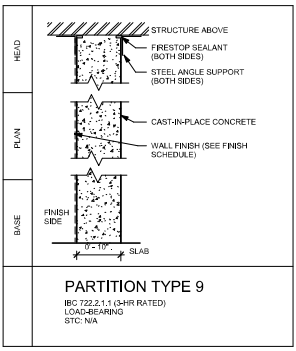 HEAD
STRUCTURE ABOVE
FIRESTOP SEALANT
(BOTH SIDES)
STEEL ANGLE SUPPORT
(BOTH SIDES)
PLAN
CAST-IN-PLACE CONCRETE
WALL FINISH (SEE FINISH
SCHEDULE)
BASE
FINISH
SIDE
0' - 10"
SLAB
PARTITION TYPE 9
IBC 722.2.1.1 (3-HR RATED)
LOAD-BEARING
STC: N/A